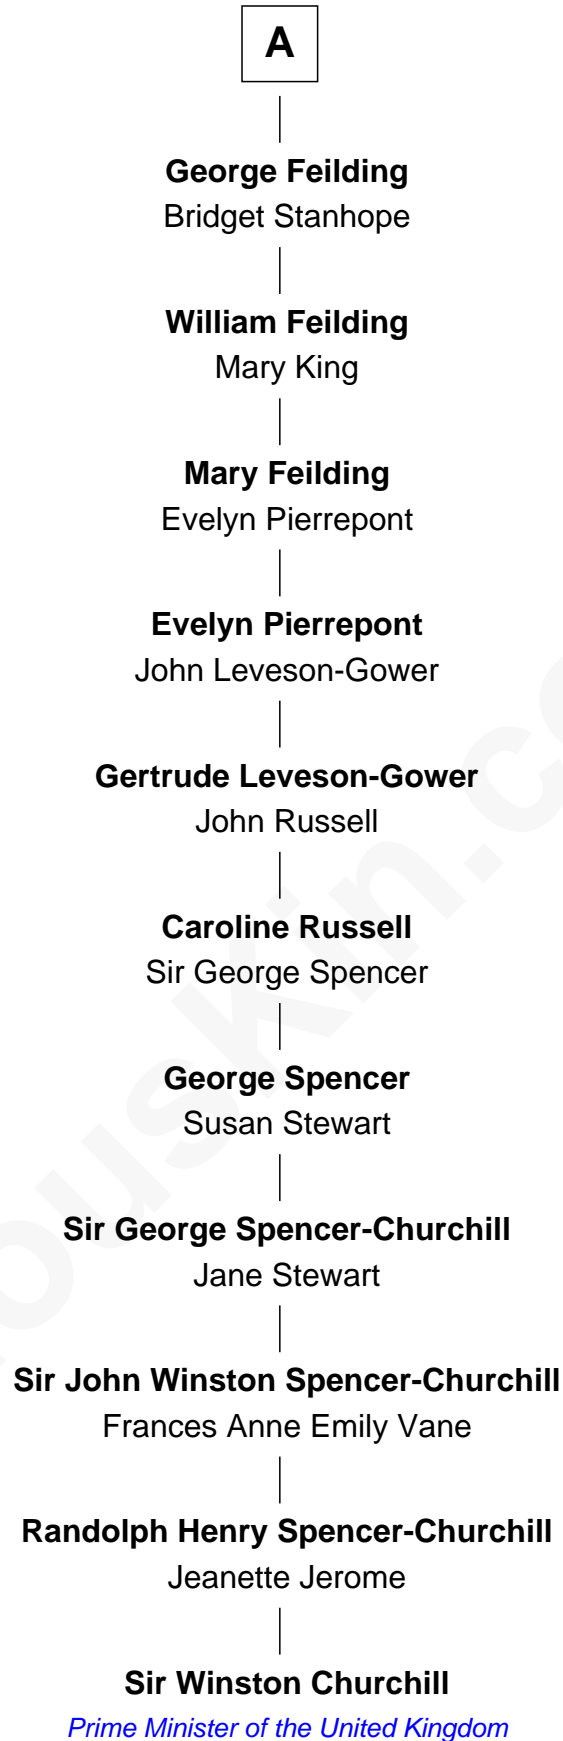 A
George Feilding
Bridget Stanhope
William Feilding
Mary King
Mary Feilding
Evelyn Pierrepont
Evelyn Pierrepont
John Leveson-Gower
Gertrude Leveson-Gower
John Russell
Caroline Russell
Sir George Spencer
George Spencer
Susan Stewart
Sir George Spencer-Churchill
Jane Stewart
Sir John Winston Spencer-Churchill
Frances Anne Emily Vane
Randolph Henry Spencer-Churchill
Jeanette Jerome
Sir Winston Churchill
Prime Minister of the United Kingdom